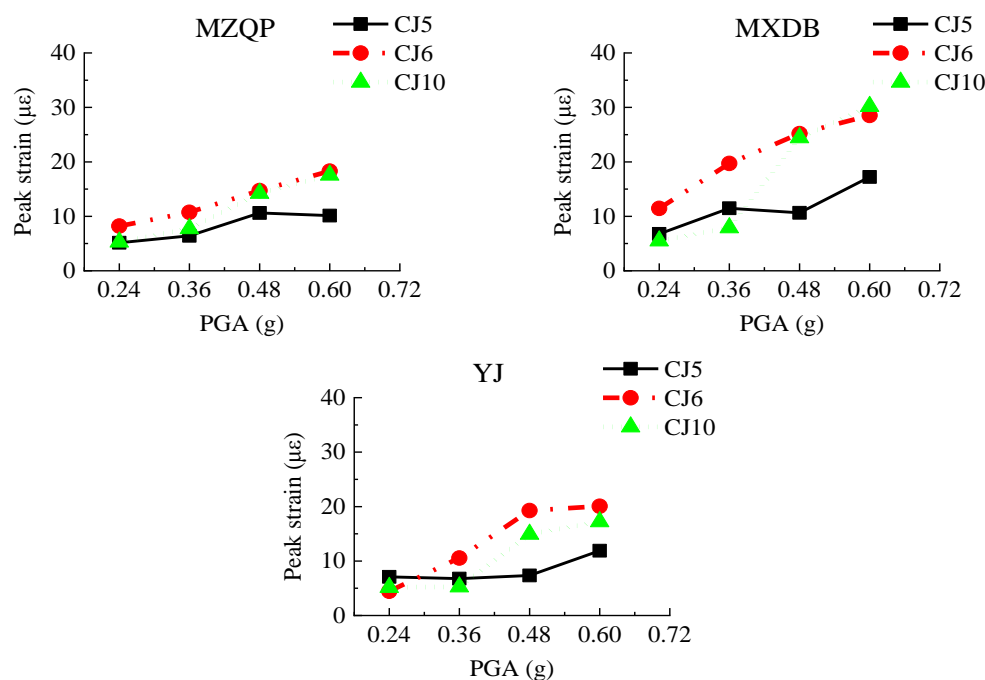 MZQP
CJ5
CJ6
CJ10
Peak strain (με)
40
30
20
10
0
0.24 0.36 0.48 0.60 0.72
PGA (g)
MXDB
CJ5
CJ6
CJ10
Peak strain (με)
40
30
20
10
0
0.24 0.36 0.48 0.60 0.72
PGA (g)
YJ
CJ5
CJ6
CJ10
Peak strain (με)
40
30
20
10
0
0.24 0.36 0.48 0.60 0.72
PGA (g)